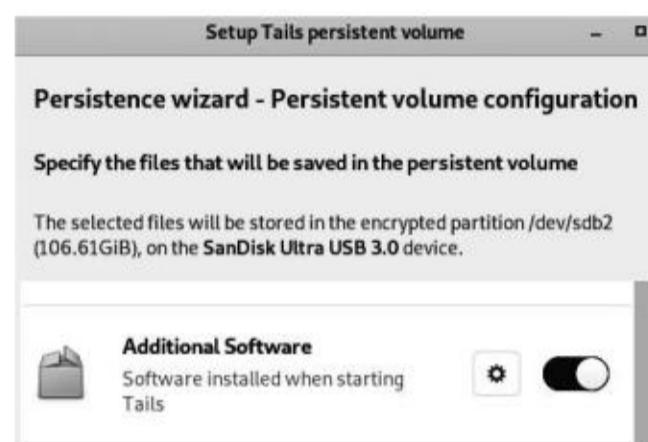 Setup Tails persistent volume
Persistence wizard - Persistent volume configuration
Specify the files that will be saved in the persistent volume
The selected files will be stored in the encrypted partition /dev/sdb2
(106.61GiB), on the SanDisk Ultra USB 3.0 device.
Additional Software
Software installed when starting
Tails